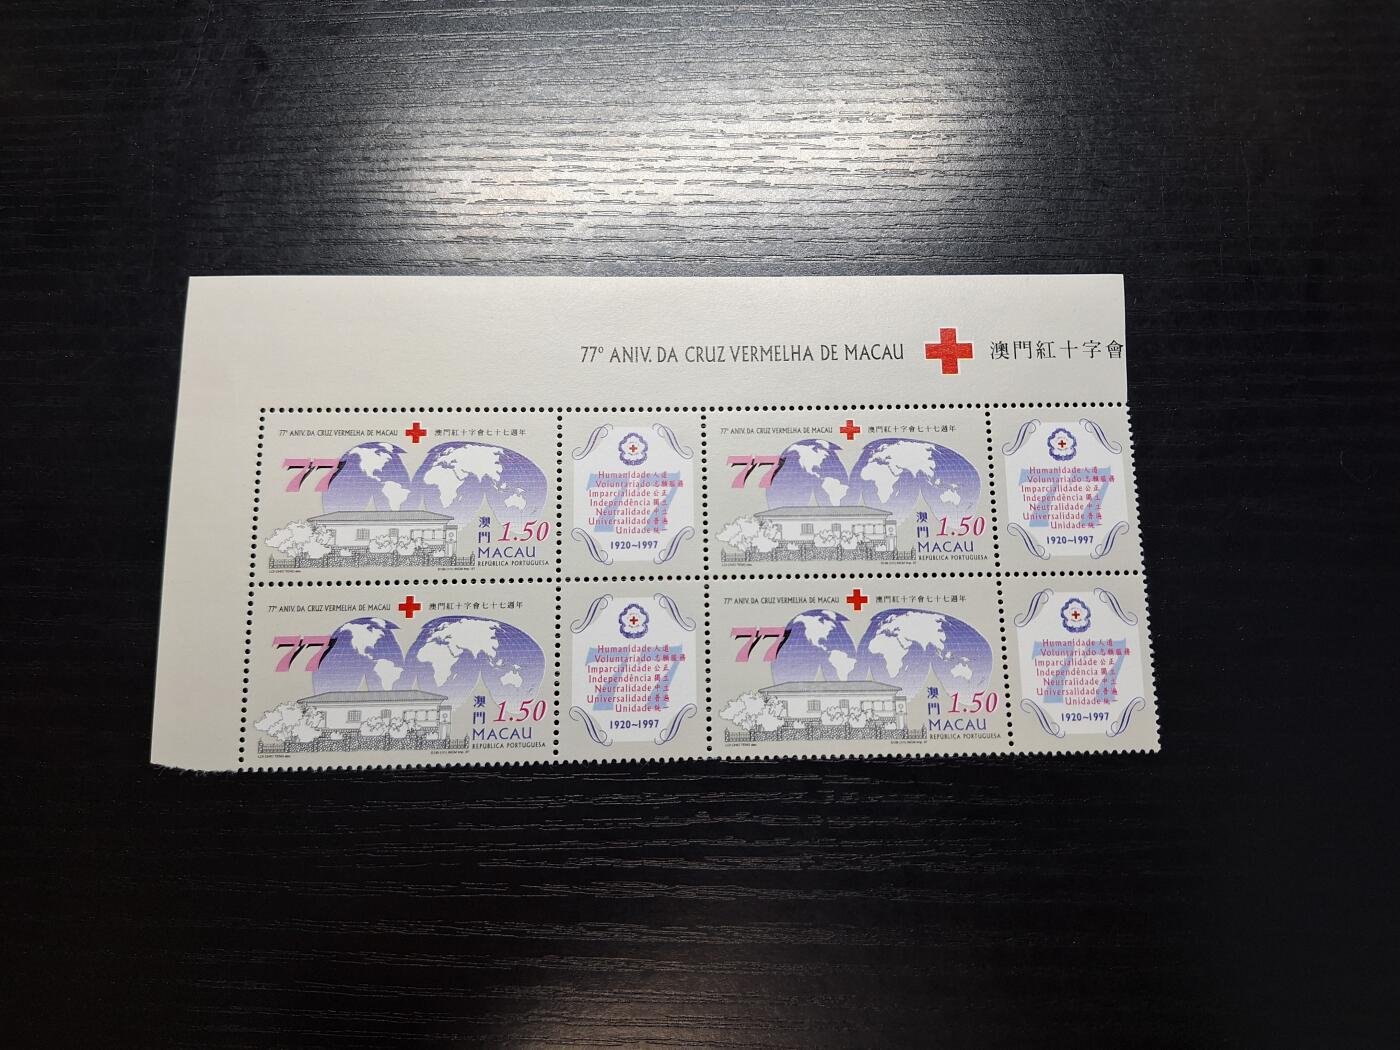 77º ANIV. DA CRUZ VERMELHA DE MACAU 澳門紅十字會
77º ANIV. DA CRUZ VERMELHA DE MACAU 澳門紅十字會七十七週年
77
澳門
1.50
MACAU
REPÚBLICA PORTUGUESA
Humanidade 人道
Voluntariado 志願服務
Imparcialidade 公正
Independência 獨立
Neutralidade 中立
Universalidade 普遍
Unidade 統一
1920~1997
77º ANIV. DA CRUZ VERMELHA DE MACAU 澳門紅十字會七十七週年
77
澳門
1.50
MACAU
REPÚBLICA PORTUGUESA
Humanidade 人道
Voluntariado 志願服務
Imparcialidade 公正
Independência 獨立
Neutralidade 中立
Universalidade 普遍
Unidade 統一
1920~1997
77º ANIV. DA CRUZ VERMELHA DE MACAU 澳門紅十字會七十七週年
77
澳門
1.50
MACAU
REPÚBLICA PORTUGUESA
Humanidade 人道
Voluntariado 志願服務
Imparcialidade 公正
Independência 獨立
Neutralidade 中立
Universalidade 普遍
Unidade 統一
1920~1997
77º ANIV. DA CRUZ VERMELHA DE MACAU 澳門紅十字會七十七週年
77
澳門
1.50
MACAU
REPÚBLICA PORTUGUESA
Humanidade 人道
Voluntariado 志願服務
Imparcialidade 公正
Independência 獨立
Neutralidade 中立
Universalidade 普遍
Unidade 統一
1920~1997